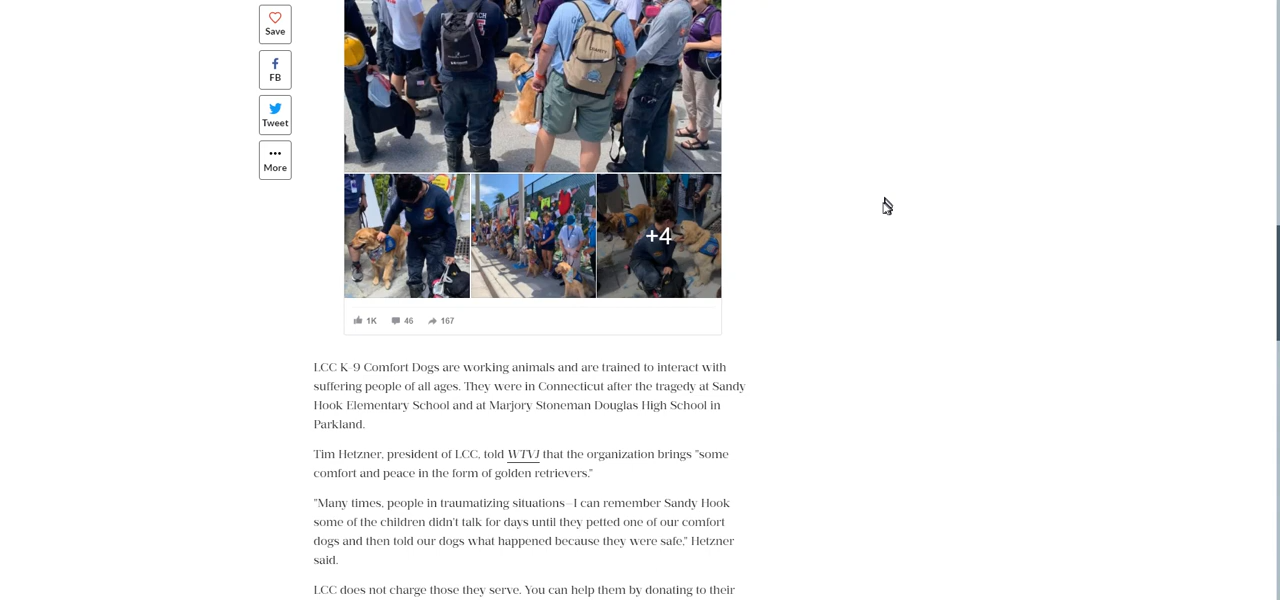 Save
FB
Tweet
More
+4
1K 46 167
LCC K-9 Comfort Dogs are working animals and are trained to interact with
suffering people of all ages. They were in Connecticut after the tragedy at Sandy
Hook Elementary School and at Marjory Stoneman Douglas High School in
Parkland.
Tim Hetzner, president of LCC, told WTVJ that the organization brings "some
comfort and peace in the form of golden retrievers."
"Many times, people in traumatizing situations—I can remember Sandy Hook
some of the children didn't talk for days until they petted one of our comfort
dogs and then told our dogs what happened because they were safe," Hetzner
said.
LCC does not charge those they serve. You can help them by donating to their